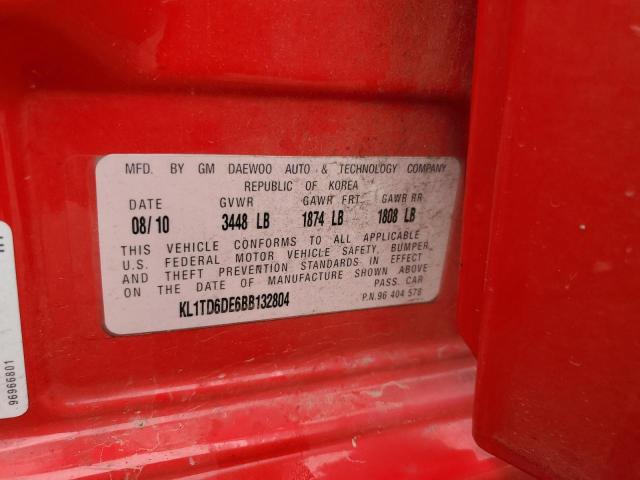 MFD. BY GM DAEWOO AUTO & TECHNOLOGY COMPANY
REPUBLIC OF KOREA
DATE GVWR GAWR FRT. GAWR RR
08/10 3448 LB 1874 LB 1808 LB
THIS VEHICLE CONFORMS TO ALL APPLICABLE
U.S. FEDERAL MOTOR VEHICLE SAFETY, BUMPER,
AND THEFT PREVENTION STANDARDS IN EFFECT
ON THE DATE OF MANUFACTURE SHOWN ABOVE
PASS. CAR
KL1TD6DE6BB132804
P.N.96 404 578
96966801